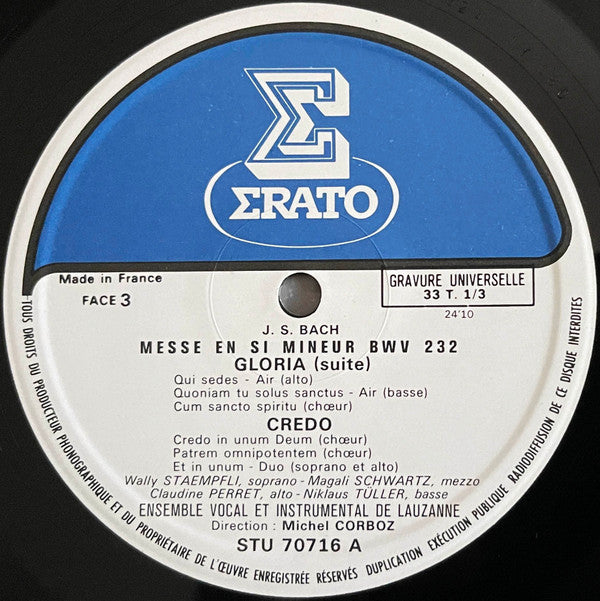 ΣRATO
Made in France
FACE 3
GRAVURE UNIVERSELLE
33 T. 1/3
24'10
J. S. BACH
MESSE EN SI MINEUR BWV 232
GLORIA (suite)
Qui sedes - Air (alto)
Quoniam tu solus sanctus - Air (basse)
Cum sancto spiritu (chœur)
CREDO
Credo in unum Deum (chœur)
Patrem omnipotentem (chœur)
Et in unum - Duo (soprano et alto)
Wally STAEMPFLI, soprano - Magali SCHWARTZ, mezzo
Claudine PERRET, alto - Niklaus TÜLLER, basse
ENSEMBLE VOCAL ET INSTRUMENTAL DE LAUZANNE
Direction : Michel CORBOZ
STU 70716 A
TOUS DROITS DU PRODUCTEUR PHONOGRAPHIQUE ET DU PROPRIÉTAIRE DE L'ŒUVRE ENREGISTRÉE RÉSERVÉS DUPLICATION EXÉCUTION PUBLIQUE RADIODIFFUSION DE CE DISQUE INTERDITES